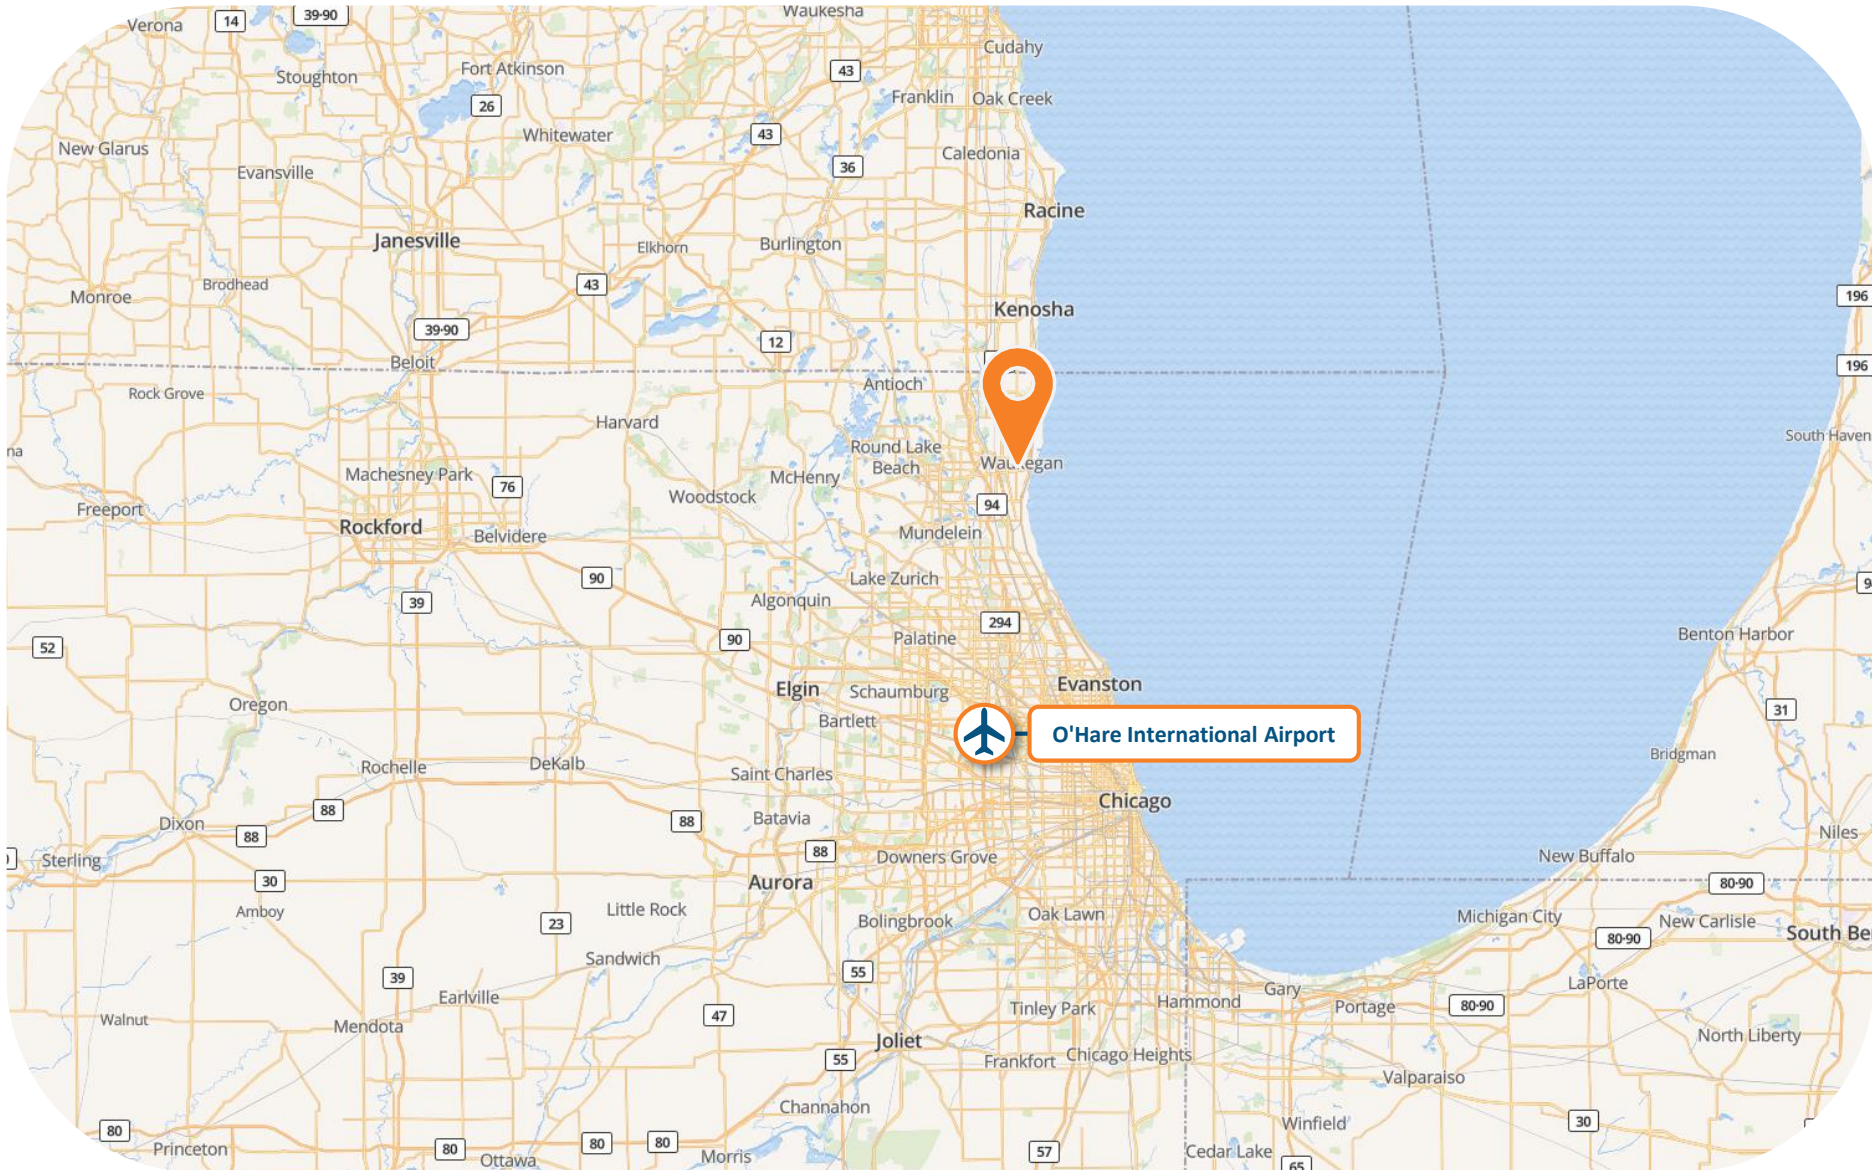 Waukesha
Verona
14
39·90
Cudahy
Stoughton
Fort Atkinson
43
26
Franklin
Oak Creek
Whitewater
43
New Glarus
Caledonia
Evansville
36
Racine
Janesville
Elkhorn
Burlington
Brodhead
43
Monroe
196
Kenosha
39·90
12
Beloit
196
Antioch
Rock Grove
Harvard
South Haven
Round Lake
Beach
Waukegan
Machesney Park
McHenry
76
Woodstock
94
Freeport
Rockford
Belvidere
Mundelein
90
Lake Zurich
39
Algonquin
294
Palatine
90
Benton Harbor
52
Evanston
Elgin
Schaumburg
Oregon
31
Bartlett
O'Hare International Airport
Bridgman
Rochelle
DeKalb
Saint Charles
Chicago
88
Batavia
88
Dixon
88
Niles
88
Sterling
Downers Grove
New Buffalo
30
Aurora
80·90
Little Rock
Amboy
Oak Lawn
Michigan City
23
Bolingbrook
New Carlisle
80·90
South Be
Sandwich
55
39
LaPorte
Gary
Earlville
Hammond
Portage
80·90
Tinley Park
47
Walnut
Mendota
North Liberty
Joliet
55
Frankfort
Chicago Heights
Valparaiso
Channahon
Winfield
30
80
Princeton
80
80
80
57
Cedar Lake
Ottawa
Morris
65